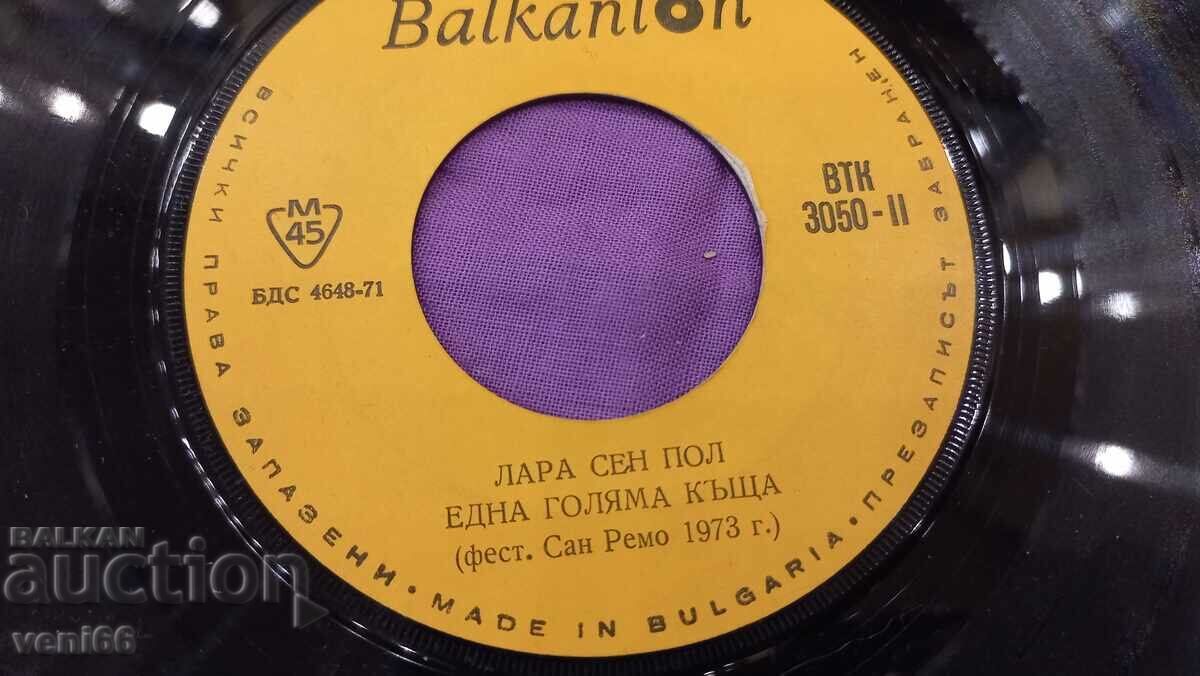 Balkanton
ВТК
3050-II
М
45
БДС 4648-71
ЛАРА СЕН ПОЛ
ЕДНА ГОЛЯМА КЪЩА
(фест. Сан Ремо 1973 г.)
ВСИЧКИ ПРАВА ЗАПАЗЕНИ • MADE IN BULGARIA • ПРЕЗАПИСЪТ ЗАБРАНЕН
BALKAN
auction
veni66